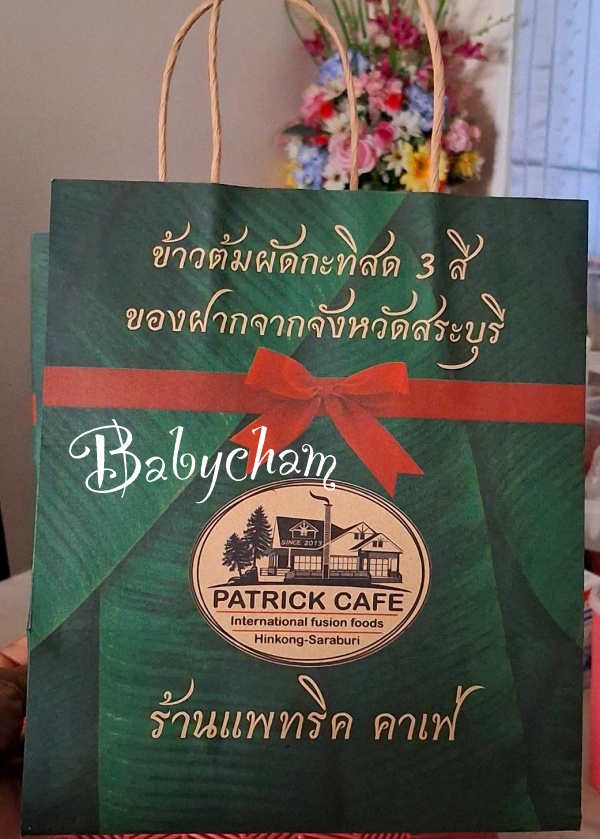 ข้าวต้มผัดกะทิสด 3 สี
ของฝากจากจังหวัดสระบุรี
Babycham
SINCE 2013
PATRICK CAFE
International fusion foods
Hinkong-Saraburi
ร้านแพทริค คาเฟ่